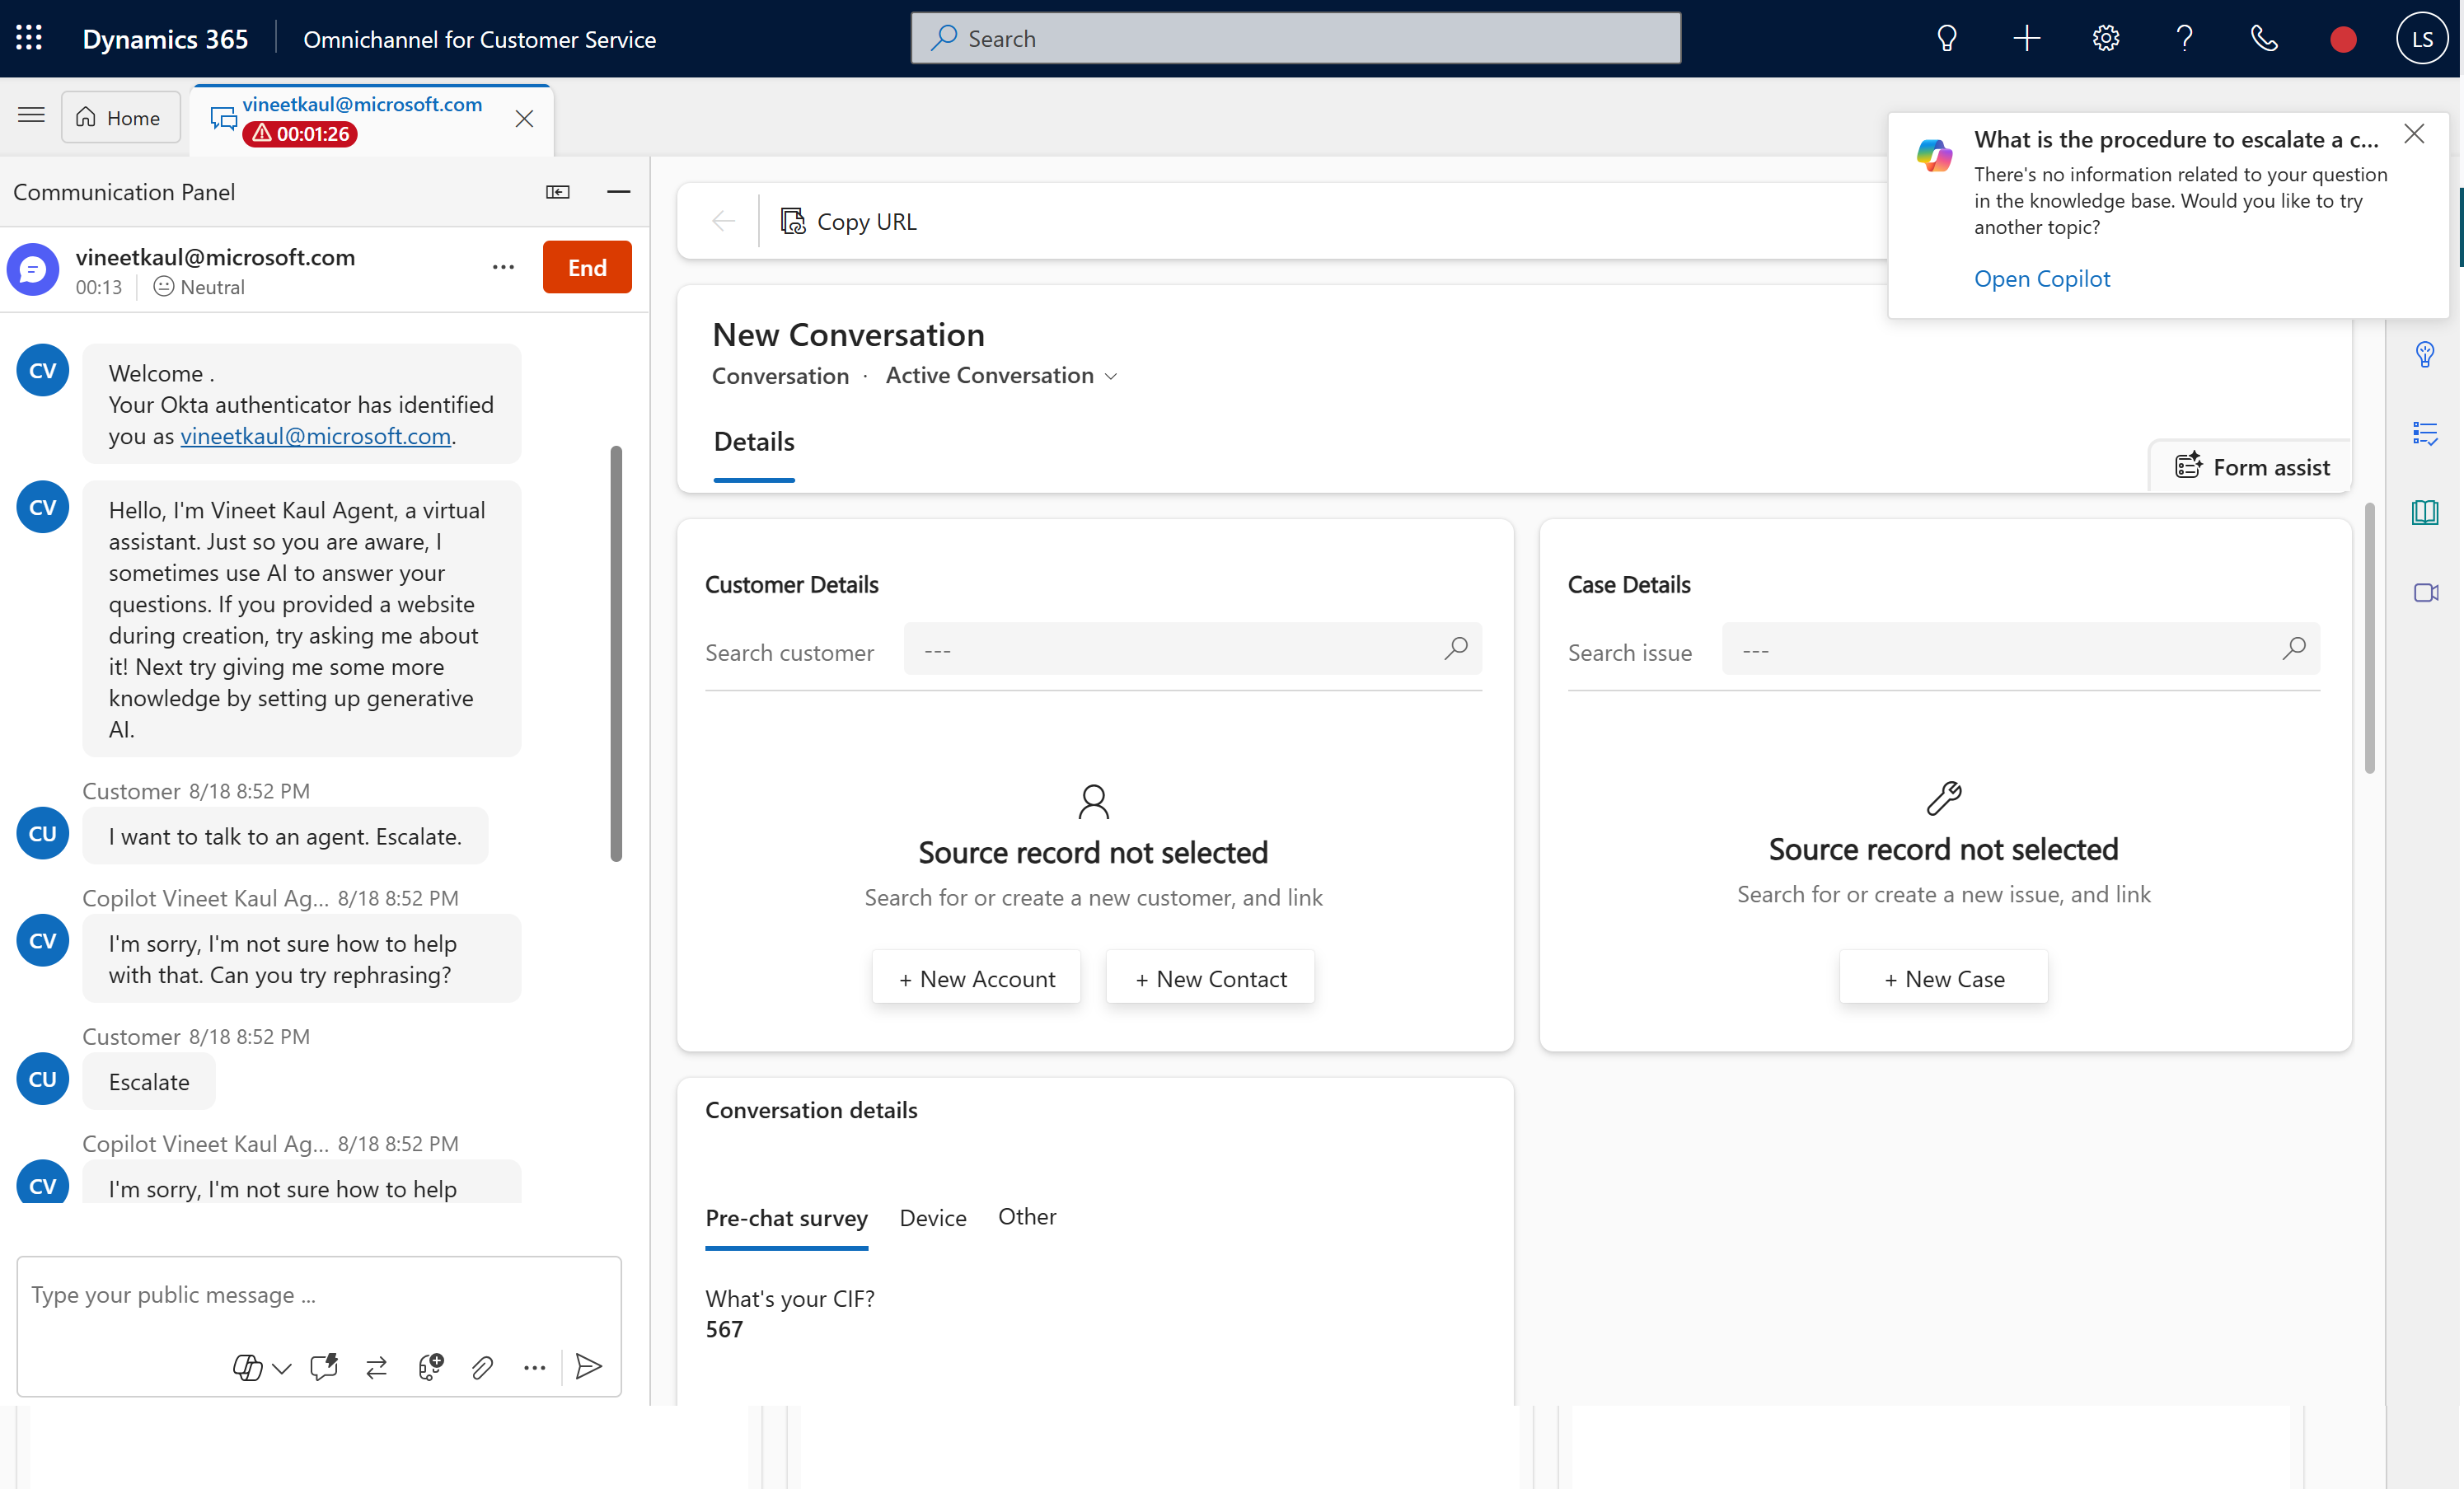 Dynamics 365
Omnichannel for Customer Service
Search
LS
Home
vineetkaul@microsoft.com
00:01:26
What is the procedure to escalate a c...
There's no information related to your question
in the knowledge base. Would you like to try
another topic?
Open Copilot
Communication Panel
vineetkaul@microsoft.com
00:13
Neutral
End
CV
Welcome .
Your Okta authenticator has identified
you as vineetkaul@microsoft.com.
CV
Hello, I'm Vineet Kaul Agent, a virtual
assistant. Just so you are aware, I
sometimes use AI to answer your
questions. If you provided a website
during creation, try asking me about
it! Next try giving me some more
knowledge by setting up generative
AI.
Customer 8/18 8:52 PM
CU
I want to talk to an agent. Escalate.
Copilot Vineet Kaul Ag... 8/18 8:52 PM
CV
I'm sorry, I'm not sure how to help
with that. Can you try rephrasing?
Customer 8/18 8:52 PM
CU
Escalate
Copilot Vineet Kaul Ag... 8/18 8:52 PM
CV
I'm sorry, I'm not sure how to help
Type your public message ...
Copy URL
New Conversation
Conversation · Active Conversation
Details
Form assist
Customer Details
Search customer
---
Source record not selected
Search for or create a new customer, and link
+ New Account
+ New Contact
Case Details
Search issue
---
Source record not selected
Search for or create a new issue, and link
+ New Case
Conversation details
Pre-chat survey
Device
Other
What's your CIF?
567